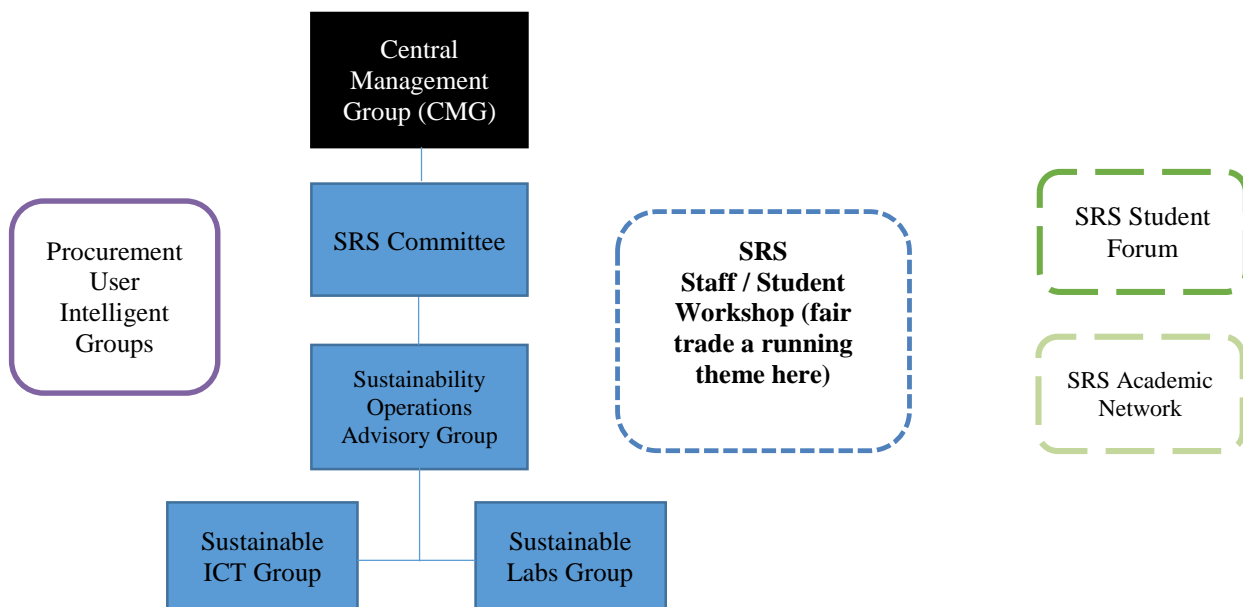 Central
Management
Group (CMG)
SRS Committee
Procurement
User
Intelligent
Groups
SRS
Staff / Student
Workshop (fair
trade a running
theme here)
SRS Student
Forum
SRS Academic
Network
Sustainability
Operations
Advisory Group
Sustainable
ICT Group
Sustainable
Labs Group